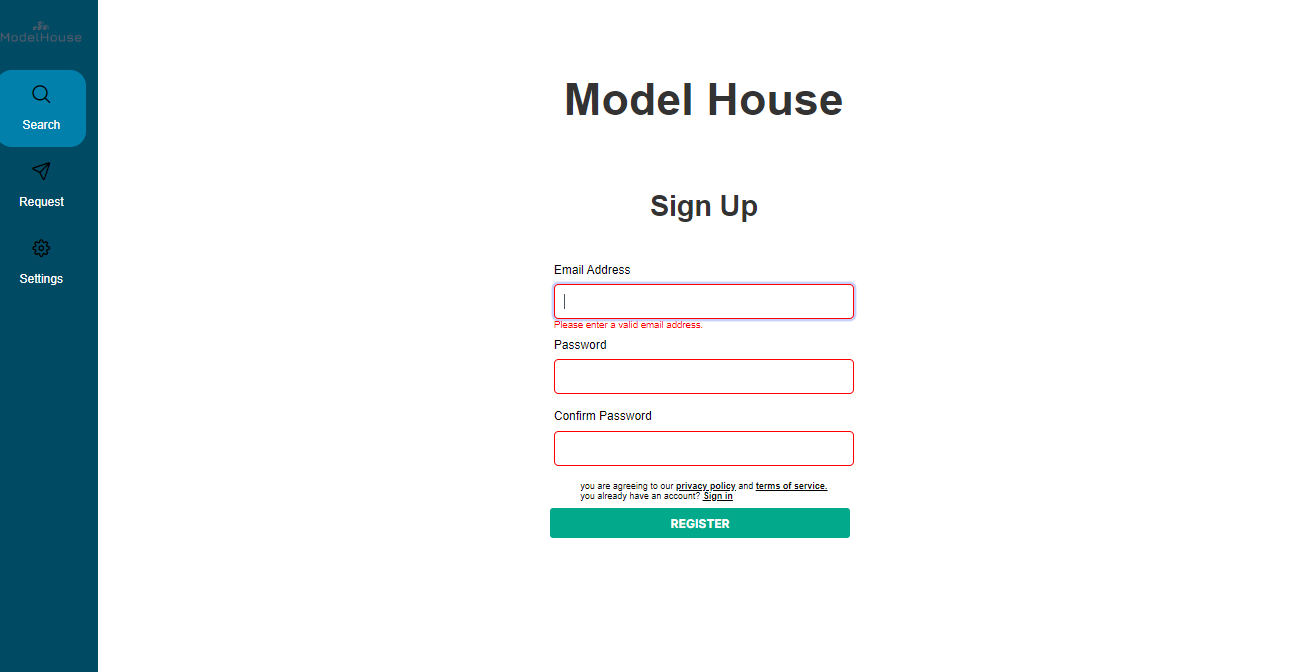 ModelHouse
Search
Request
Settings
Model House
Sign Up
Email Address
Please enter a valid email address.
Password
Confirm Password
you are agreeing to our privacy policy and terms of service.
you already have an account? Sign in
REGISTER